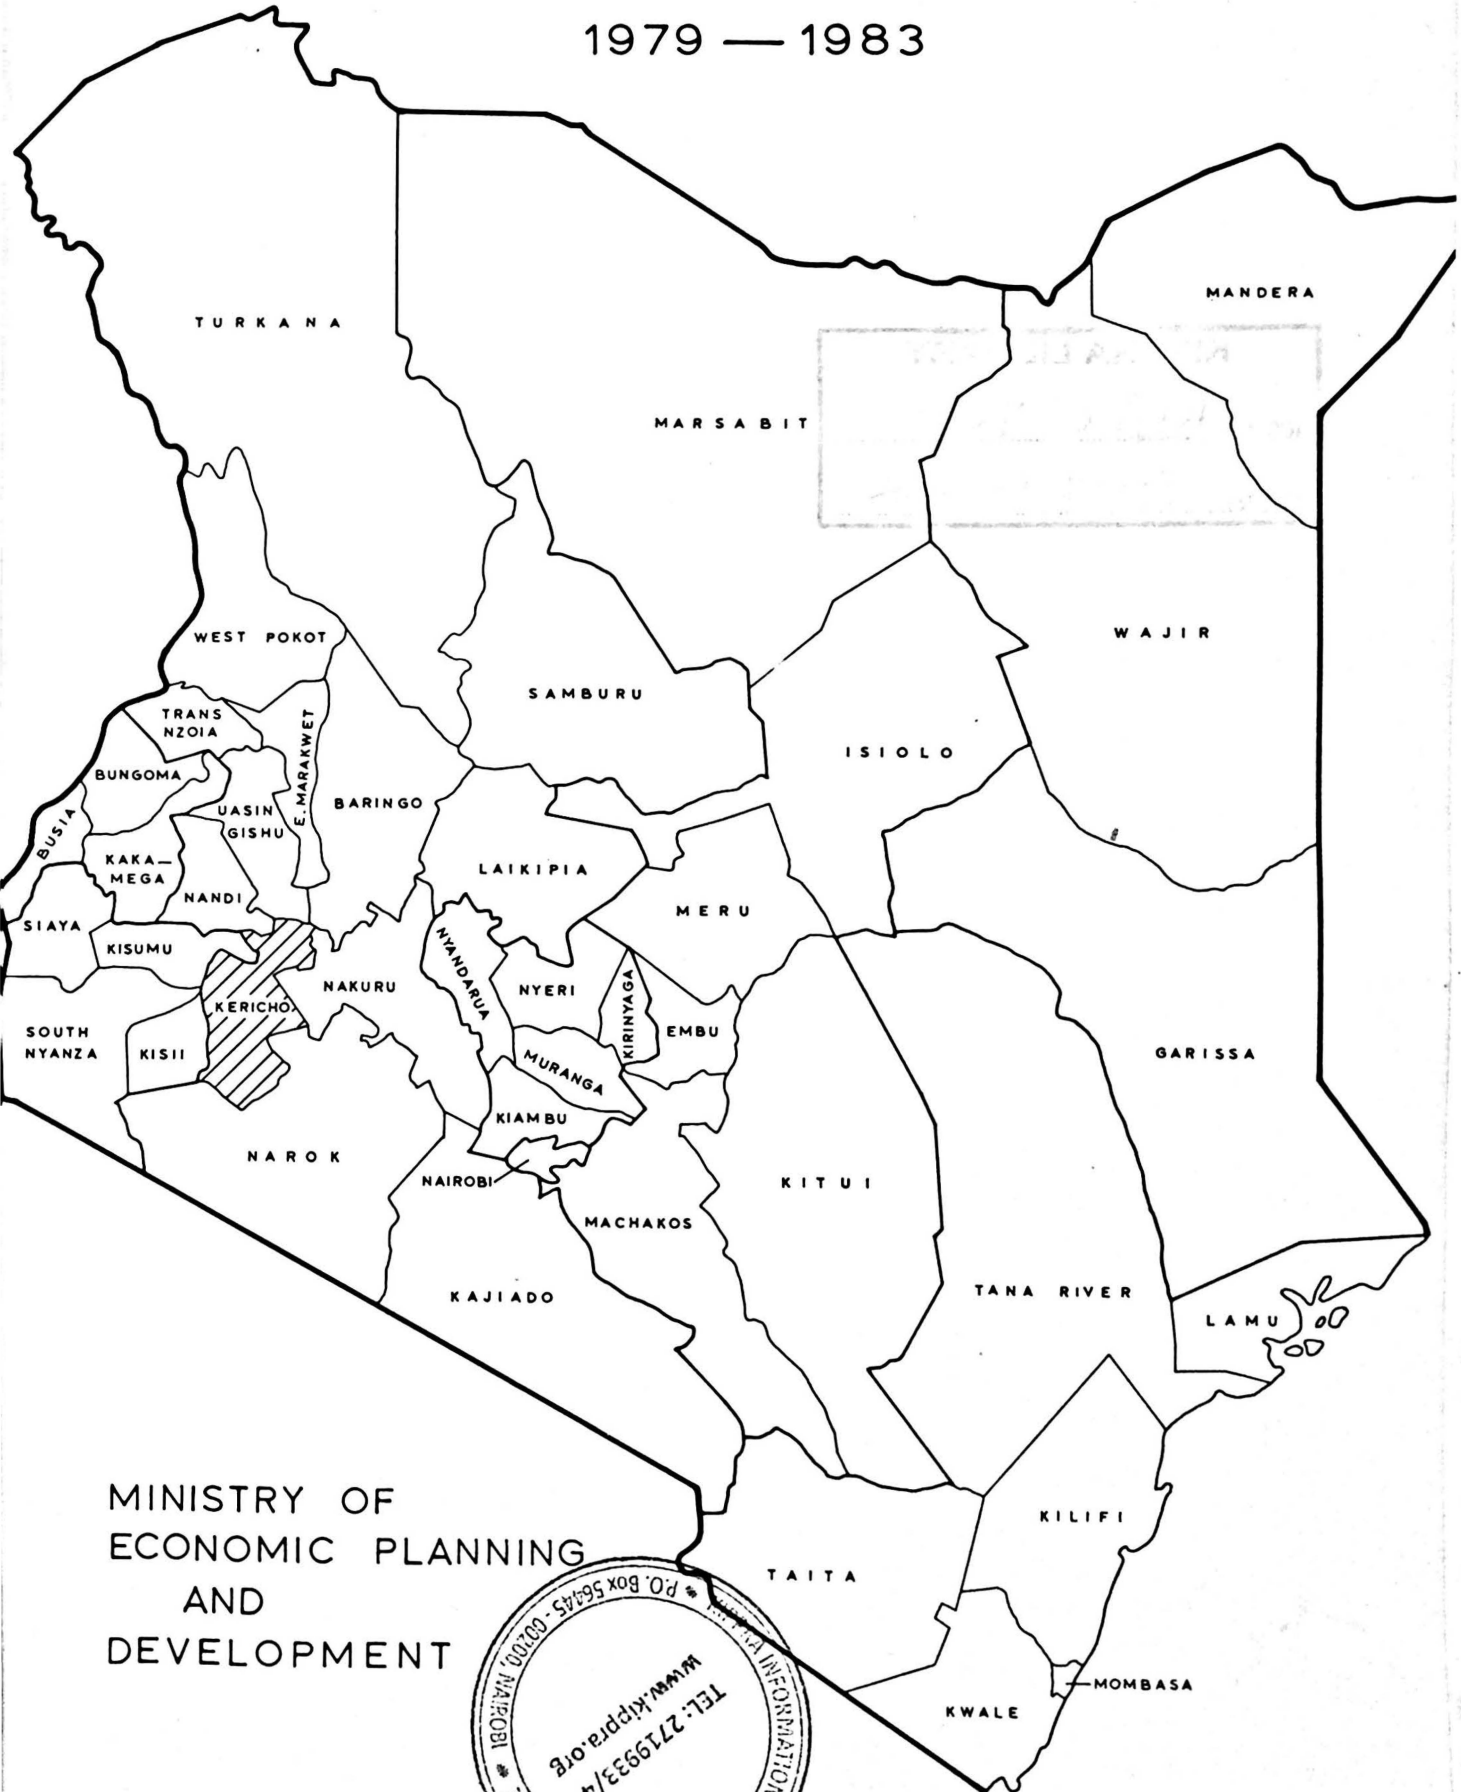 1979 — 1983
TURKANA
MANDERA
MARSABIT
WEST POKOT
WAJIR
SAMBURU
TRANS
NZOIA
ISIOLO
BUNGOMA
E. MARAKWET
BARINGO
UASIN
GISHU
BUSIA
KAKA—
MEGA
LAIKIPIA
NANDI
MERU
SIAYA
KISUMU
NYANDARUA
NAKURU
NYERI
KIRINYAGA
KERICHO
SOUTH
NYANZA
KISII
EMBU
GARISSA
MURANGA
KIAMBU
NAROK
NAIROBI
KITUI
MACHAKOS
KAJIADO
TANA RIVER
LAMU
MINISTRY OF
ECONOMIC PLANNING
AND
DEVELOPMENT
KILIFI
TAITA
MOMBASA
KWALE
P.O. Box 56445 - 00200, NAIROBI
INFORMATION
TEL: 271933/4
www.kippra.org